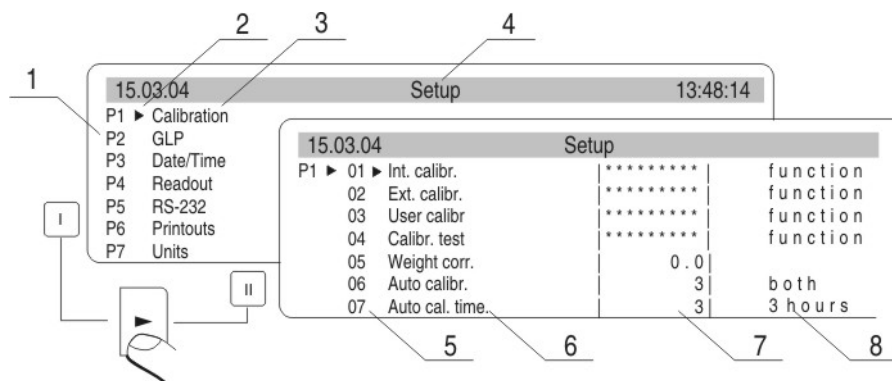 2 3 4
1
15.03.04 Setup 13:48:14
P1 ► Calibration
P2 GLP
P3 Date/Time
P4 Readout
P5 RS-232
P6 Printouts
P7 Units
15.03.04 Setup
P1 ► 01 ► Int. calibr. |********* | function
02 Ext. calibr. |********* | function
03 User calibr |********* | function
04 Calibr. test |********* | function
05 Weight corr. | 0.0|
06 Auto calibr. | 3| both
07 Auto cal. time. | 3| 3 hours
I
II
►
5 6 7 8